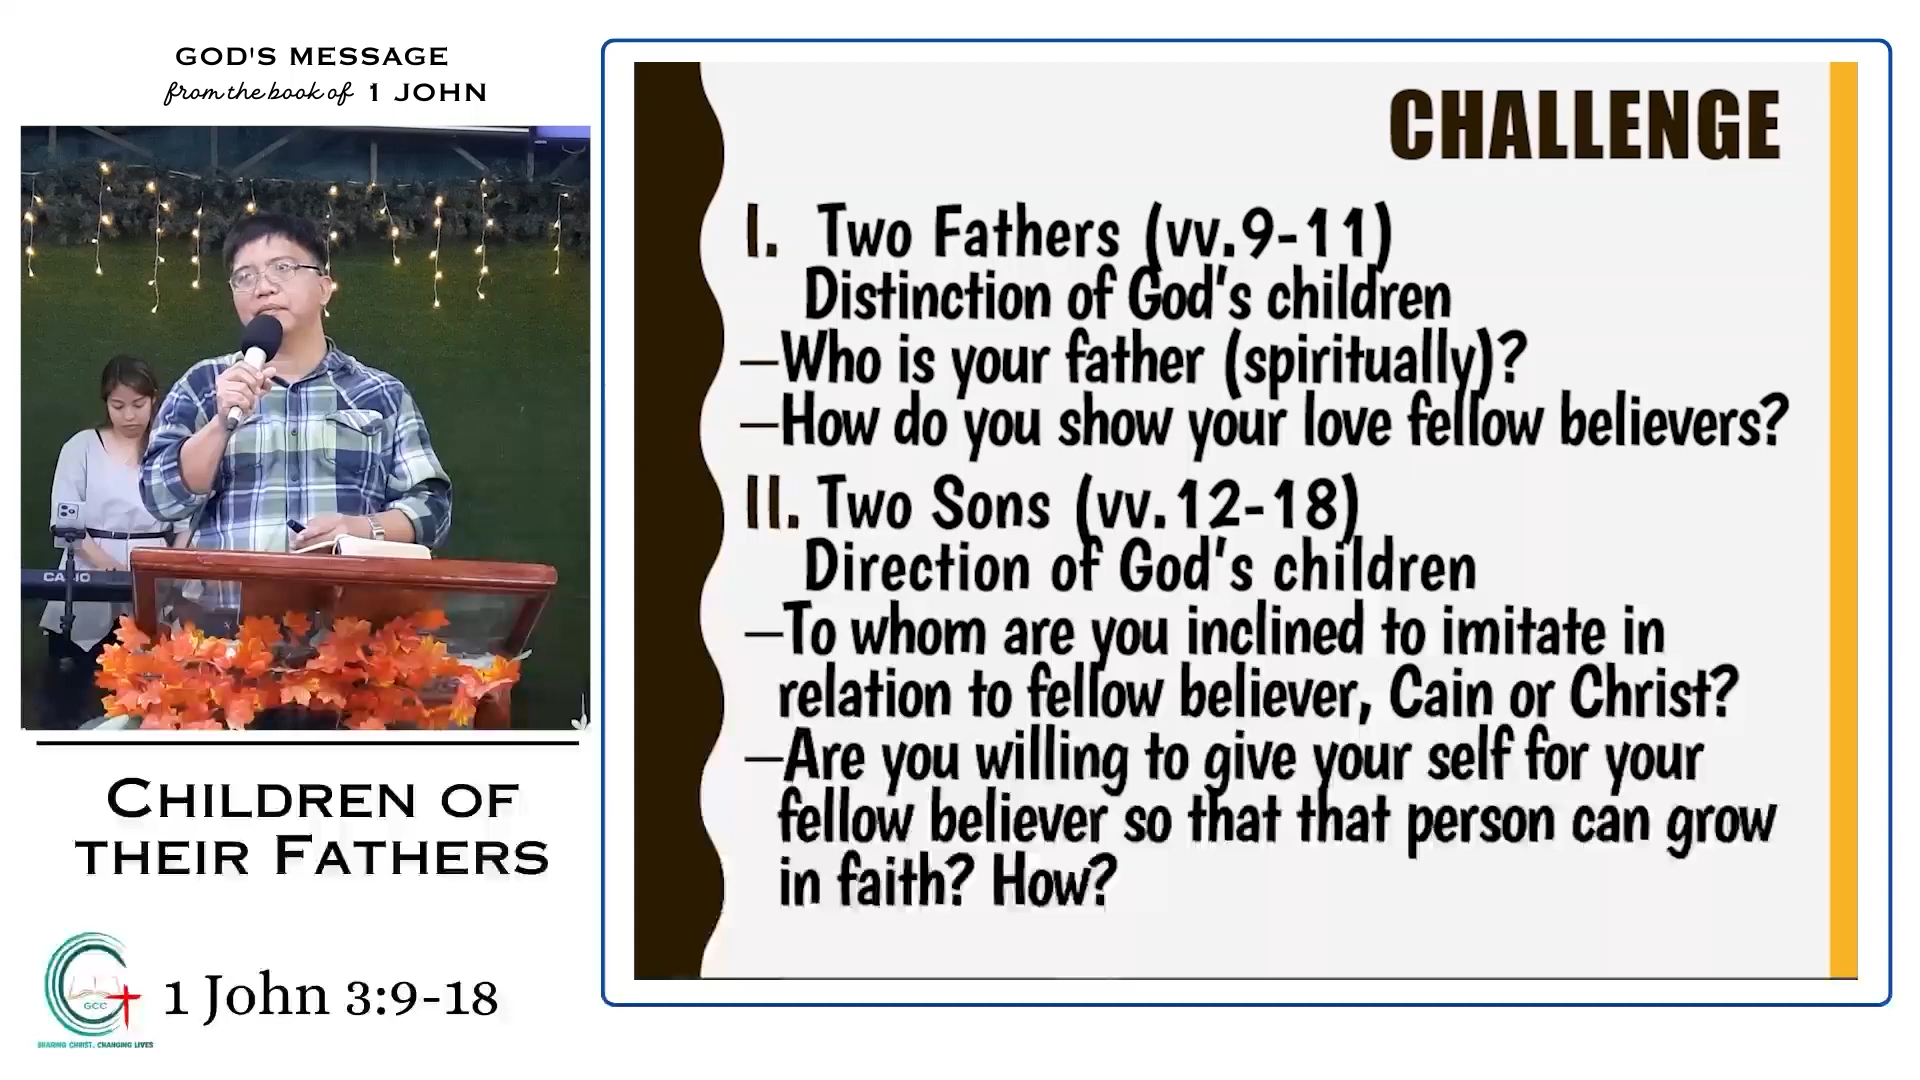 GOD'S MESSAGE
from the book of 1 JOHN
CASIO
CHILDREN OF
THEIR FATHERS
GCC
SHARING CHRIST, CHANGING LIVES
1 John 3:9-18
CHALLENGE
I. Two Fathers (vv.9-11)
Distinction of God's children
–Who is your father (spiritually)?
–How do you show your love fellow believers?
II. Two Sons (vv.12-18)
Direction of God's children
–To whom are you inclined to imitate in
relation to fellow believer, Cain or Christ?
–Are you willing to give your self for your
fellow believer so that that person can grow
in faith? How?